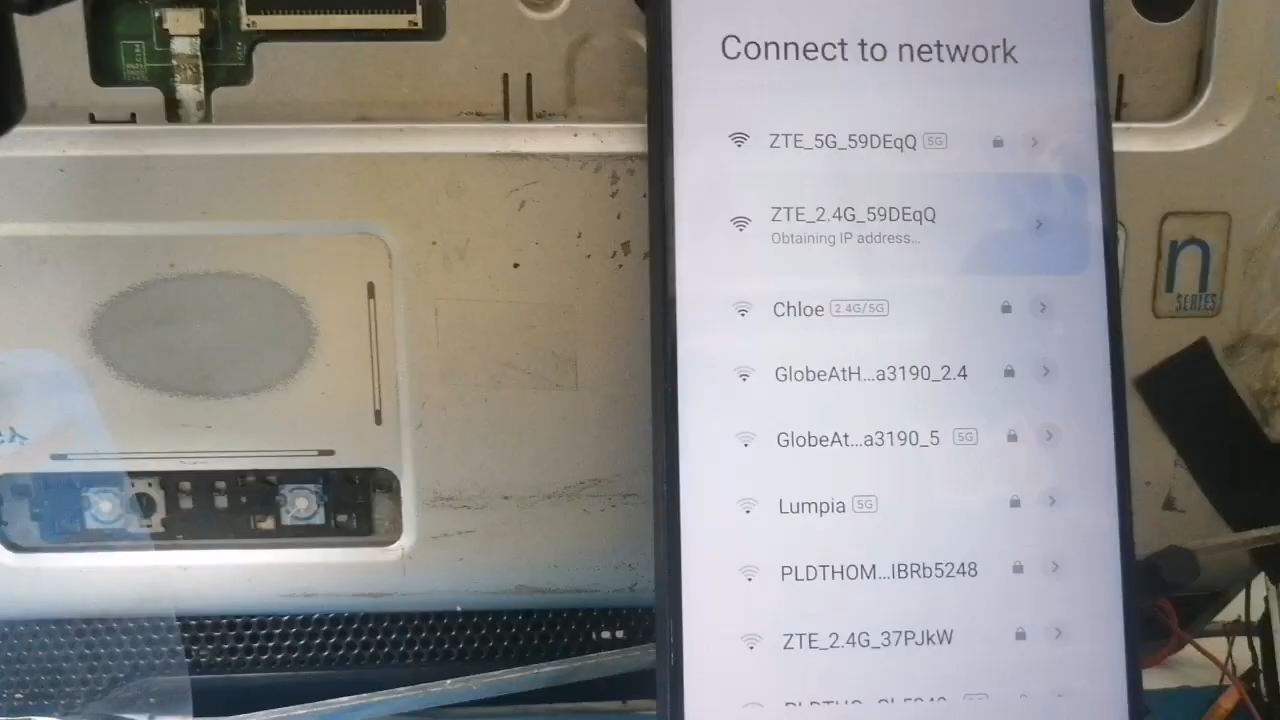 Connect to network
ZTE_5G_59DEqQ 5G
ZTE_2.4G_59DEqQ
Obtaining IP address...
Chloe 2.4G/5G
GlobeAtH...a3190_2.4
GlobeAt...a3190_5 5G
Lumpia 5G
PLDTHOM...IBRb5248
ZTE_2.4G_37PJkW
n
SERIES